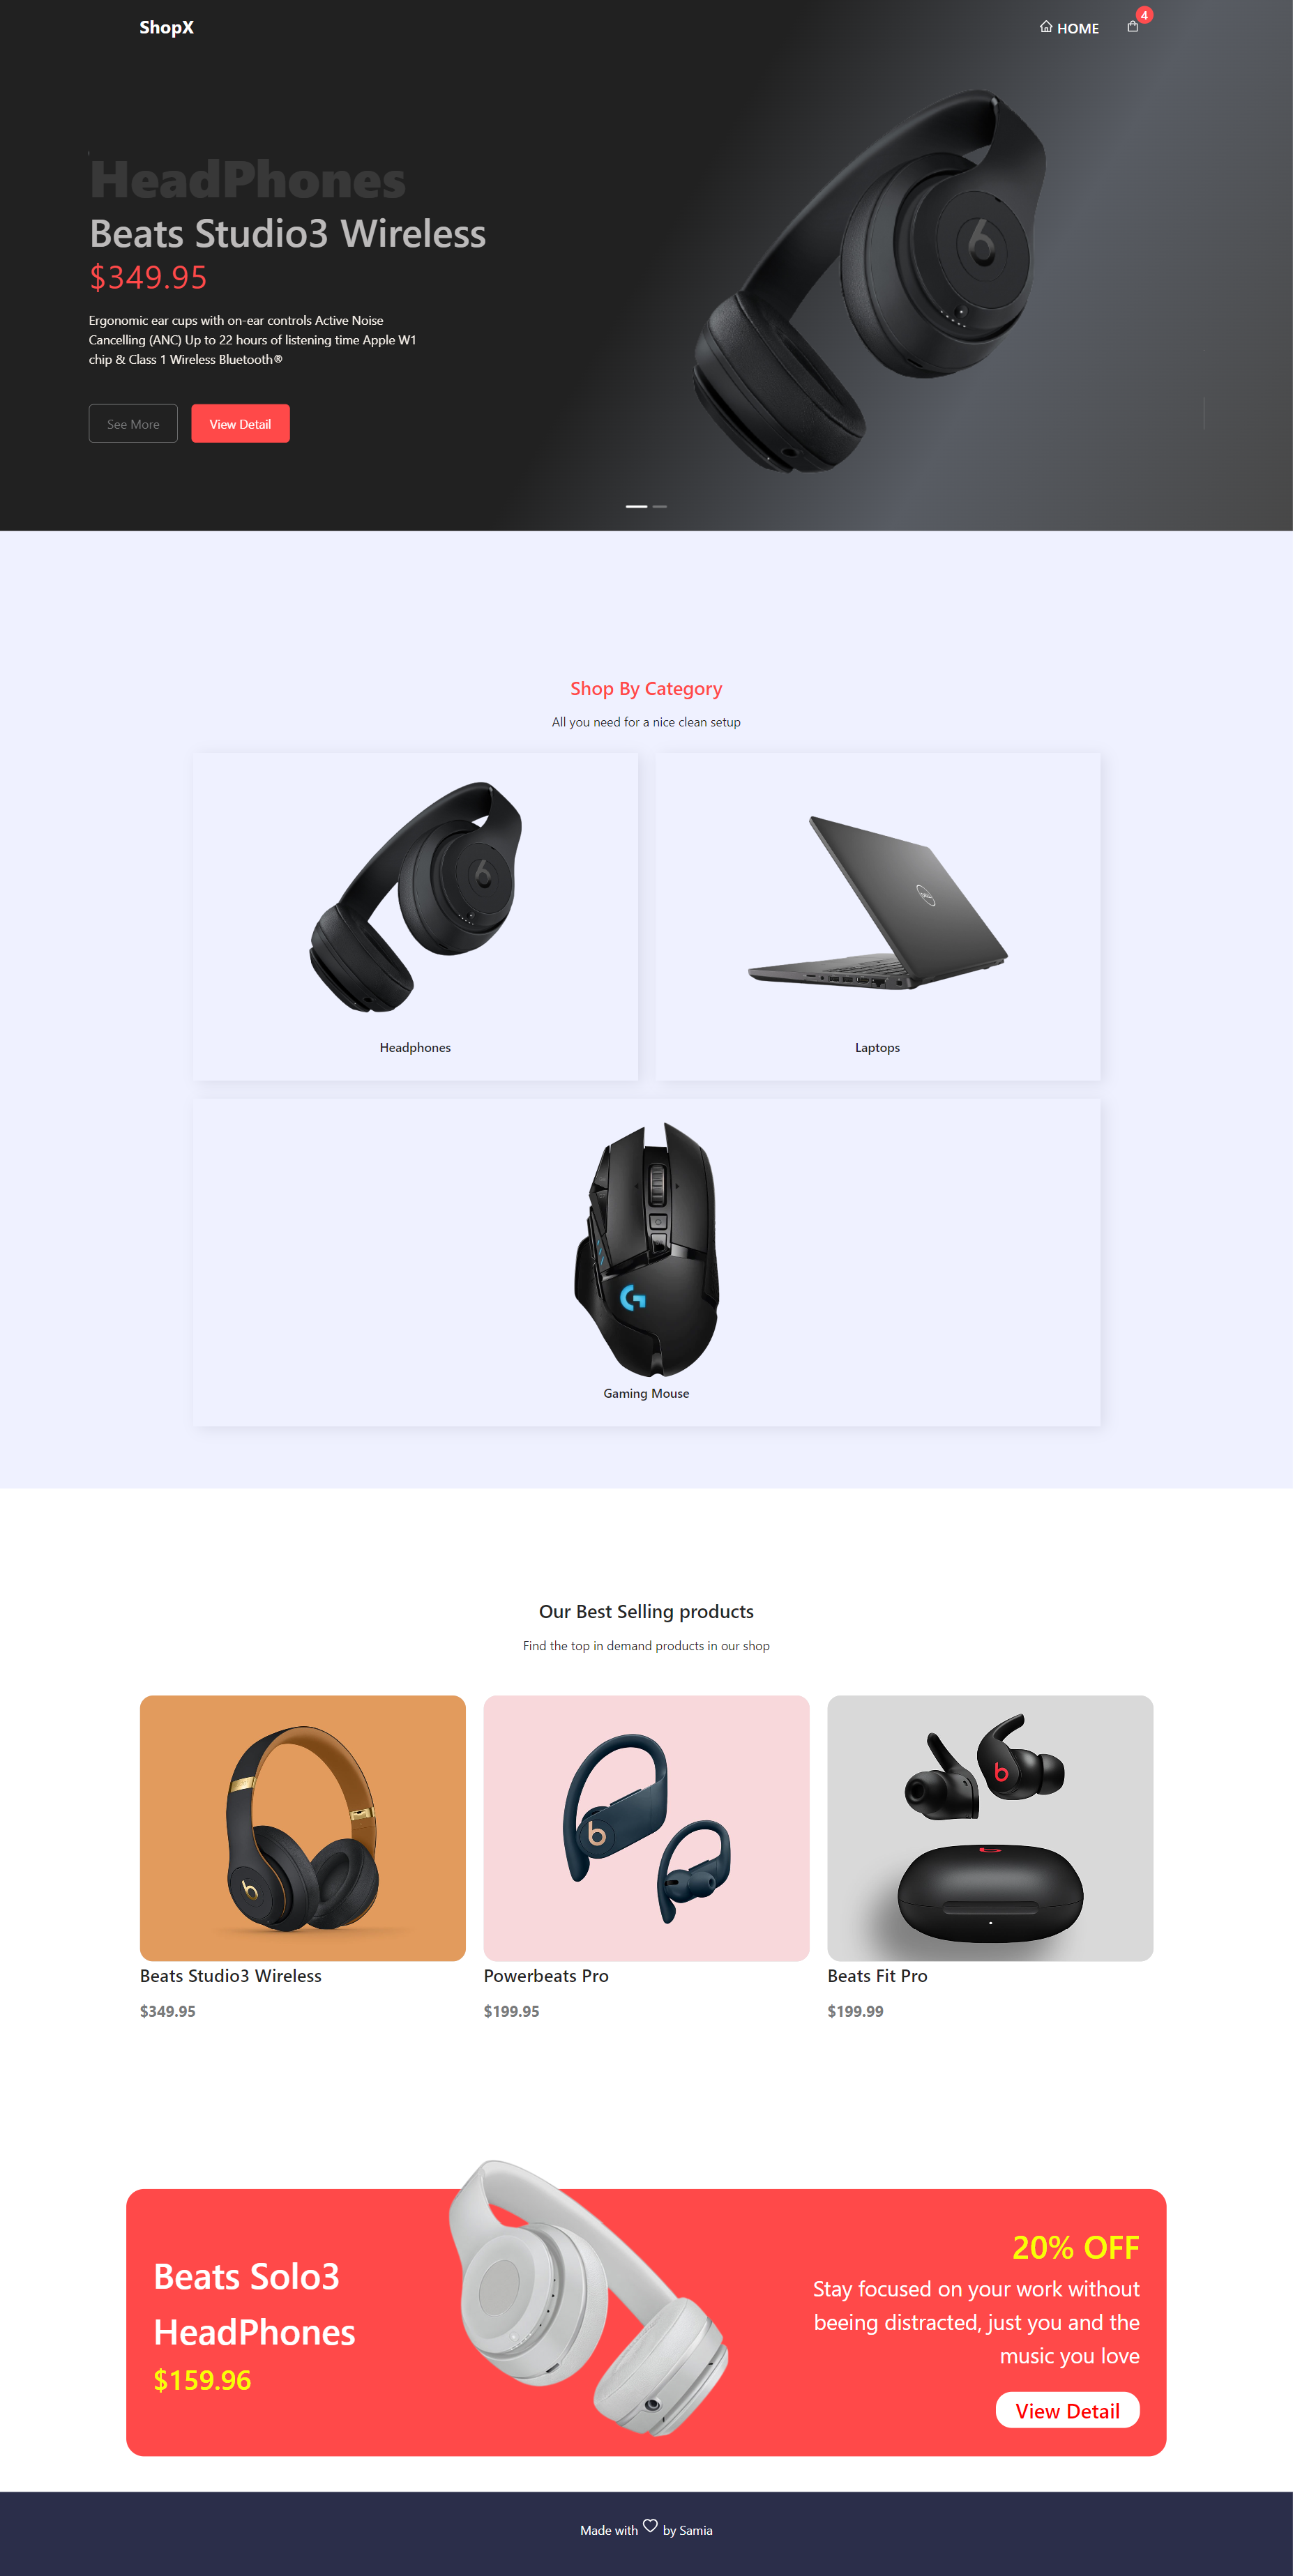 ShopX
HOME
4
HeadPhones
Beats Studio3 Wireless
$349.95
Ergonomic ear cups with on-ear controls Active Noise
Cancelling (ANC) Up to 22 hours of listening time Apple W1
chip & Class 1 Wireless Bluetooth®
See More
View Detail
Shop By Category
All you need for a nice clean setup
Headphones
Laptops
Gaming Mouse
Our Best Selling products
Find the top in demand products in our shop
Beats Studio3 Wireless
$349.95
Powerbeats Pro
$199.95
Beats Fit Pro
$199.99
Beats Solo3
HeadPhones
$159.96
20% OFF
Stay focused on your work without
beeing distracted, just you and the
music you love
View Detail
Made with by Samia